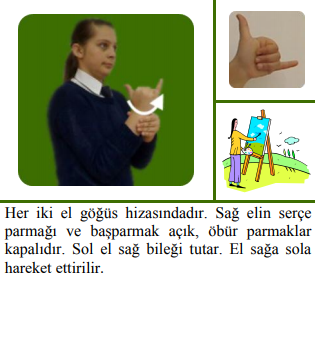 Her iki el göğüs hizasındadır. Sağ elin serçe
parmağı ve başparmak açık, öbür parmaklar
kapalıdır. Sol el sağ bileği tutar. El sağa sola
hareket ettirilir.